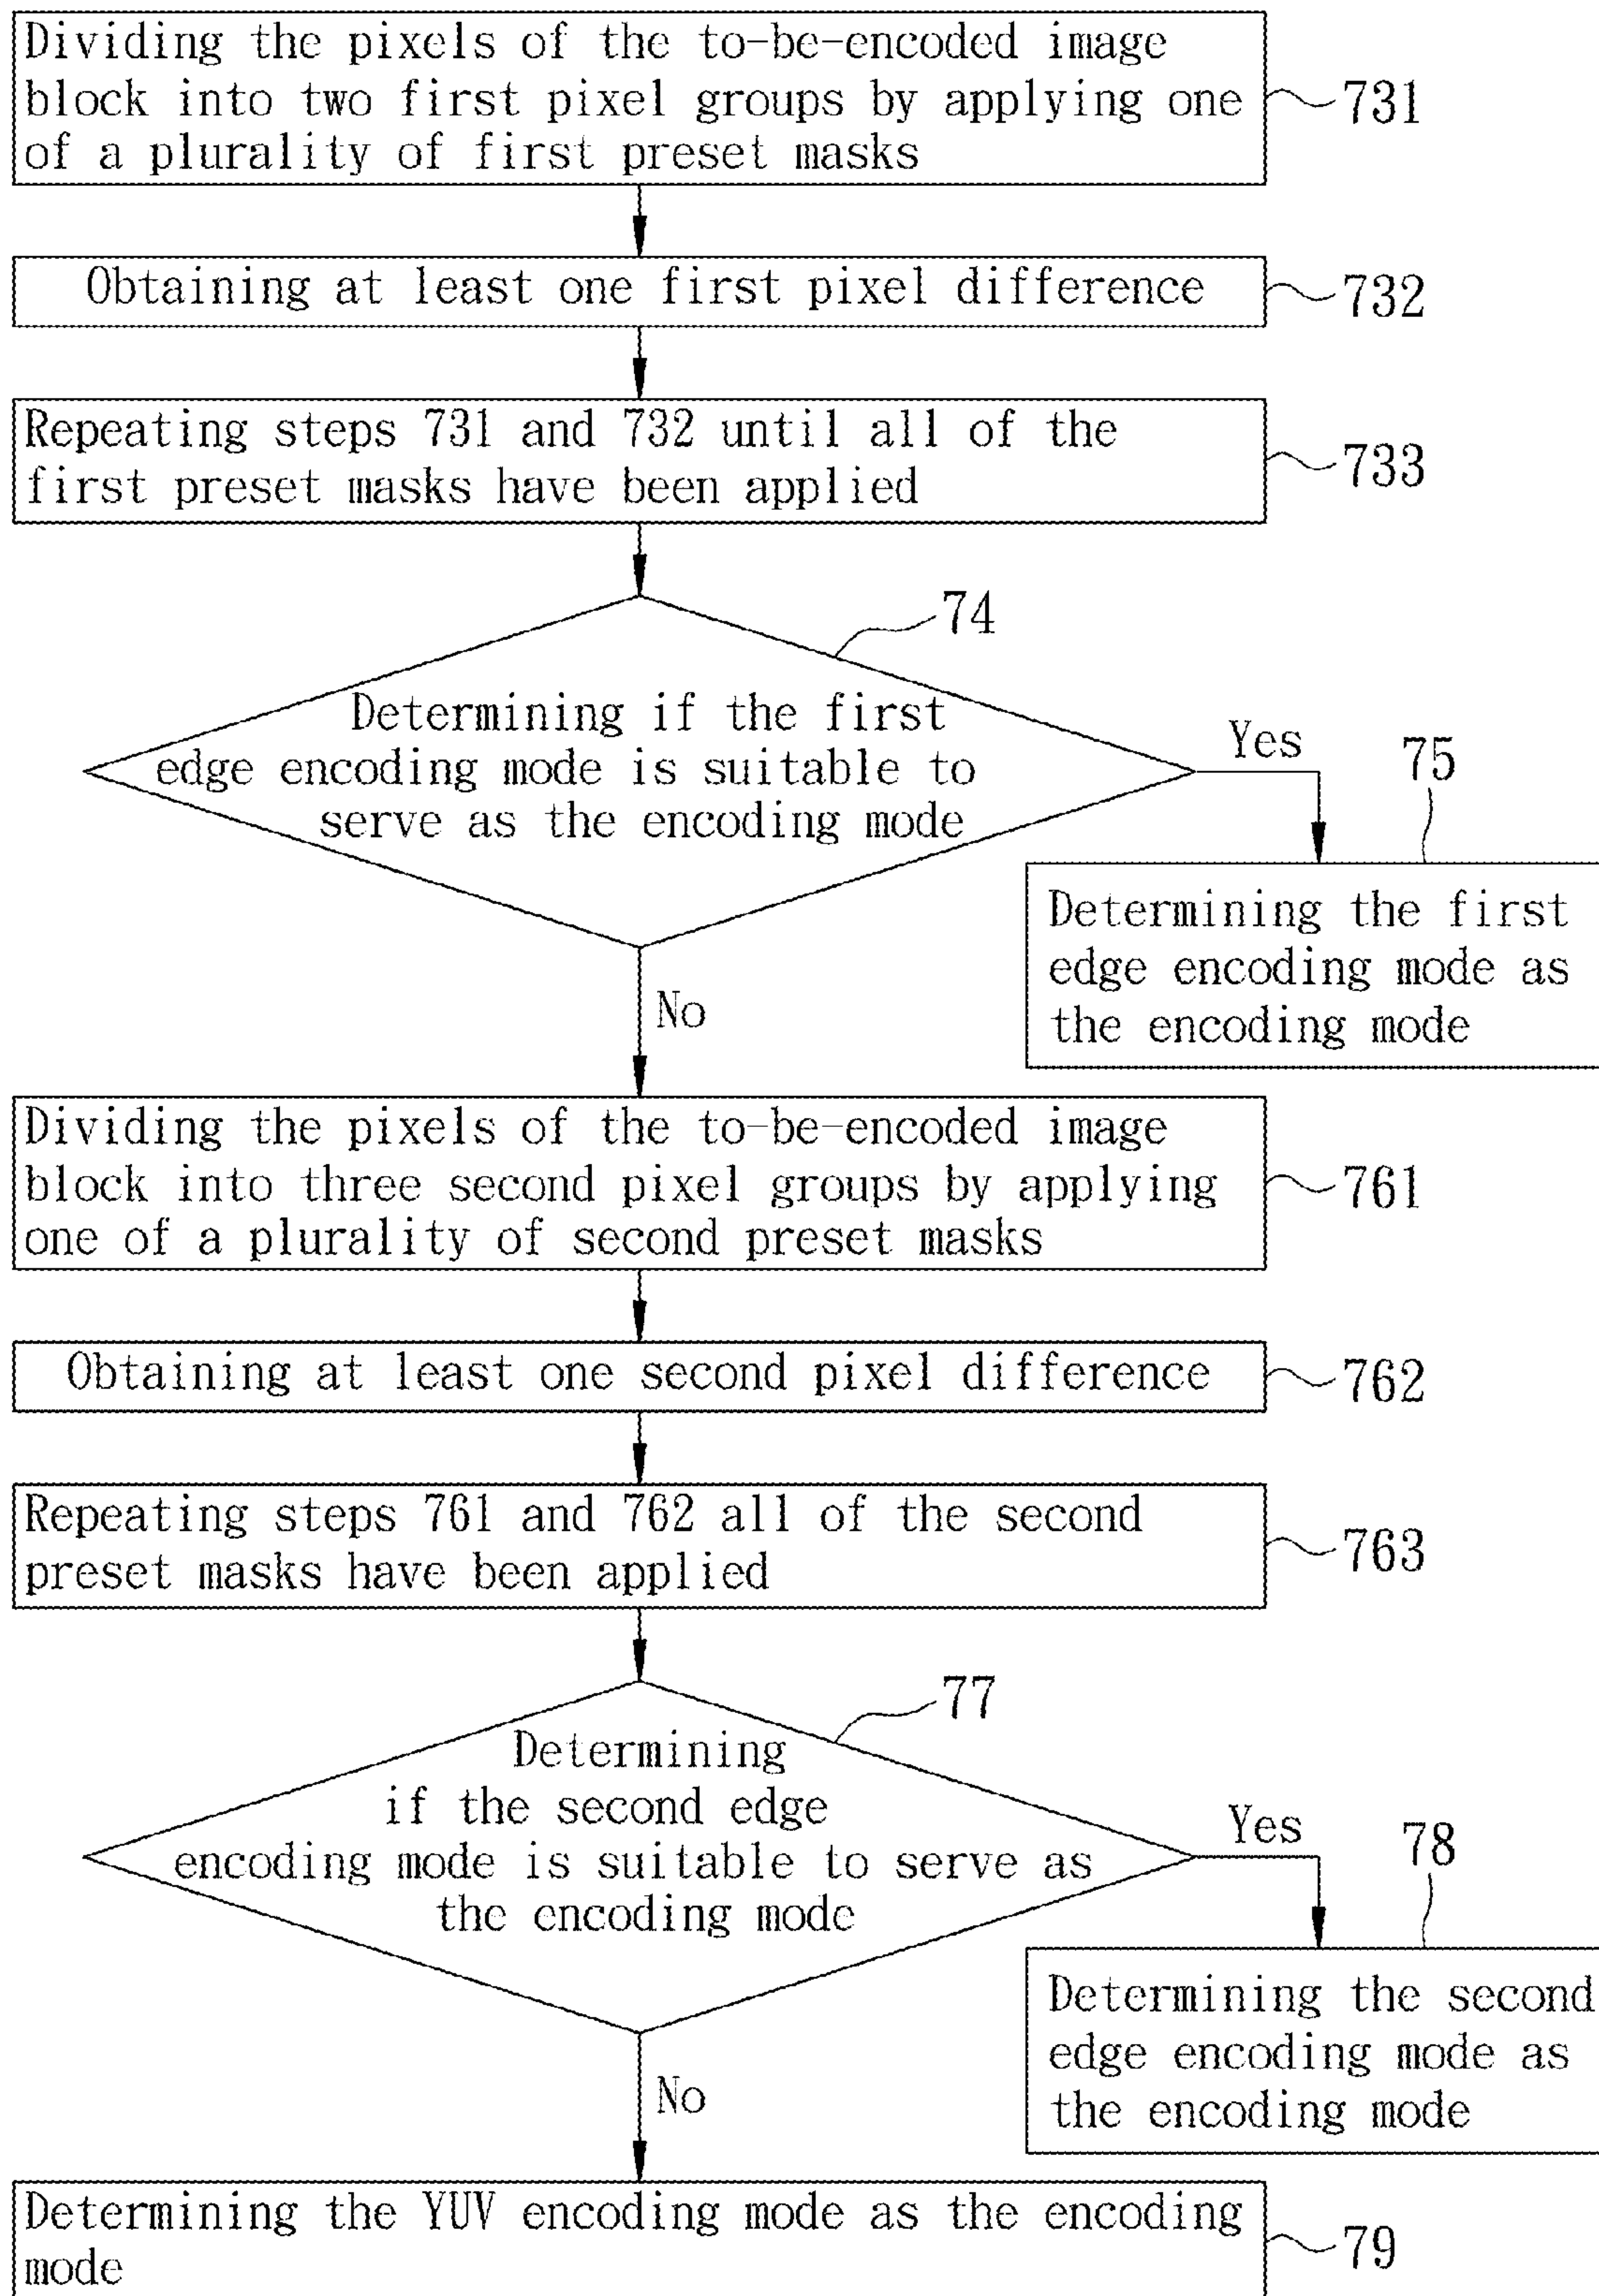 Dividing the pixels of the to-be-encoded image
block into two first pixel groups by applying one
of a plurality of first preset masks
731
Obtaining at least one first pixel difference
732
Repeating steps 731 and 732 until all of the
first preset masks have been applied
733
74
Determining if the first
edge encoding mode is suitable to
serve as the encoding mode
Yes
75
Determining the first
edge encoding mode as
the encoding mode
No
Dividing the pixels of the to-be-encoded image
block into three second pixel groups by applying
one of a plurality of second preset masks
761
Obtaining at least one second pixel difference
762
Repeating steps 761 and 762 all of the second
preset masks have been applied
763
77
Determining
if the second edge
encoding mode is suitable to serve as
the encoding mode
Yes
78
Determining the second
edge encoding mode as
the encoding mode
No
Determining the YUV encoding mode as the encoding
mode
79